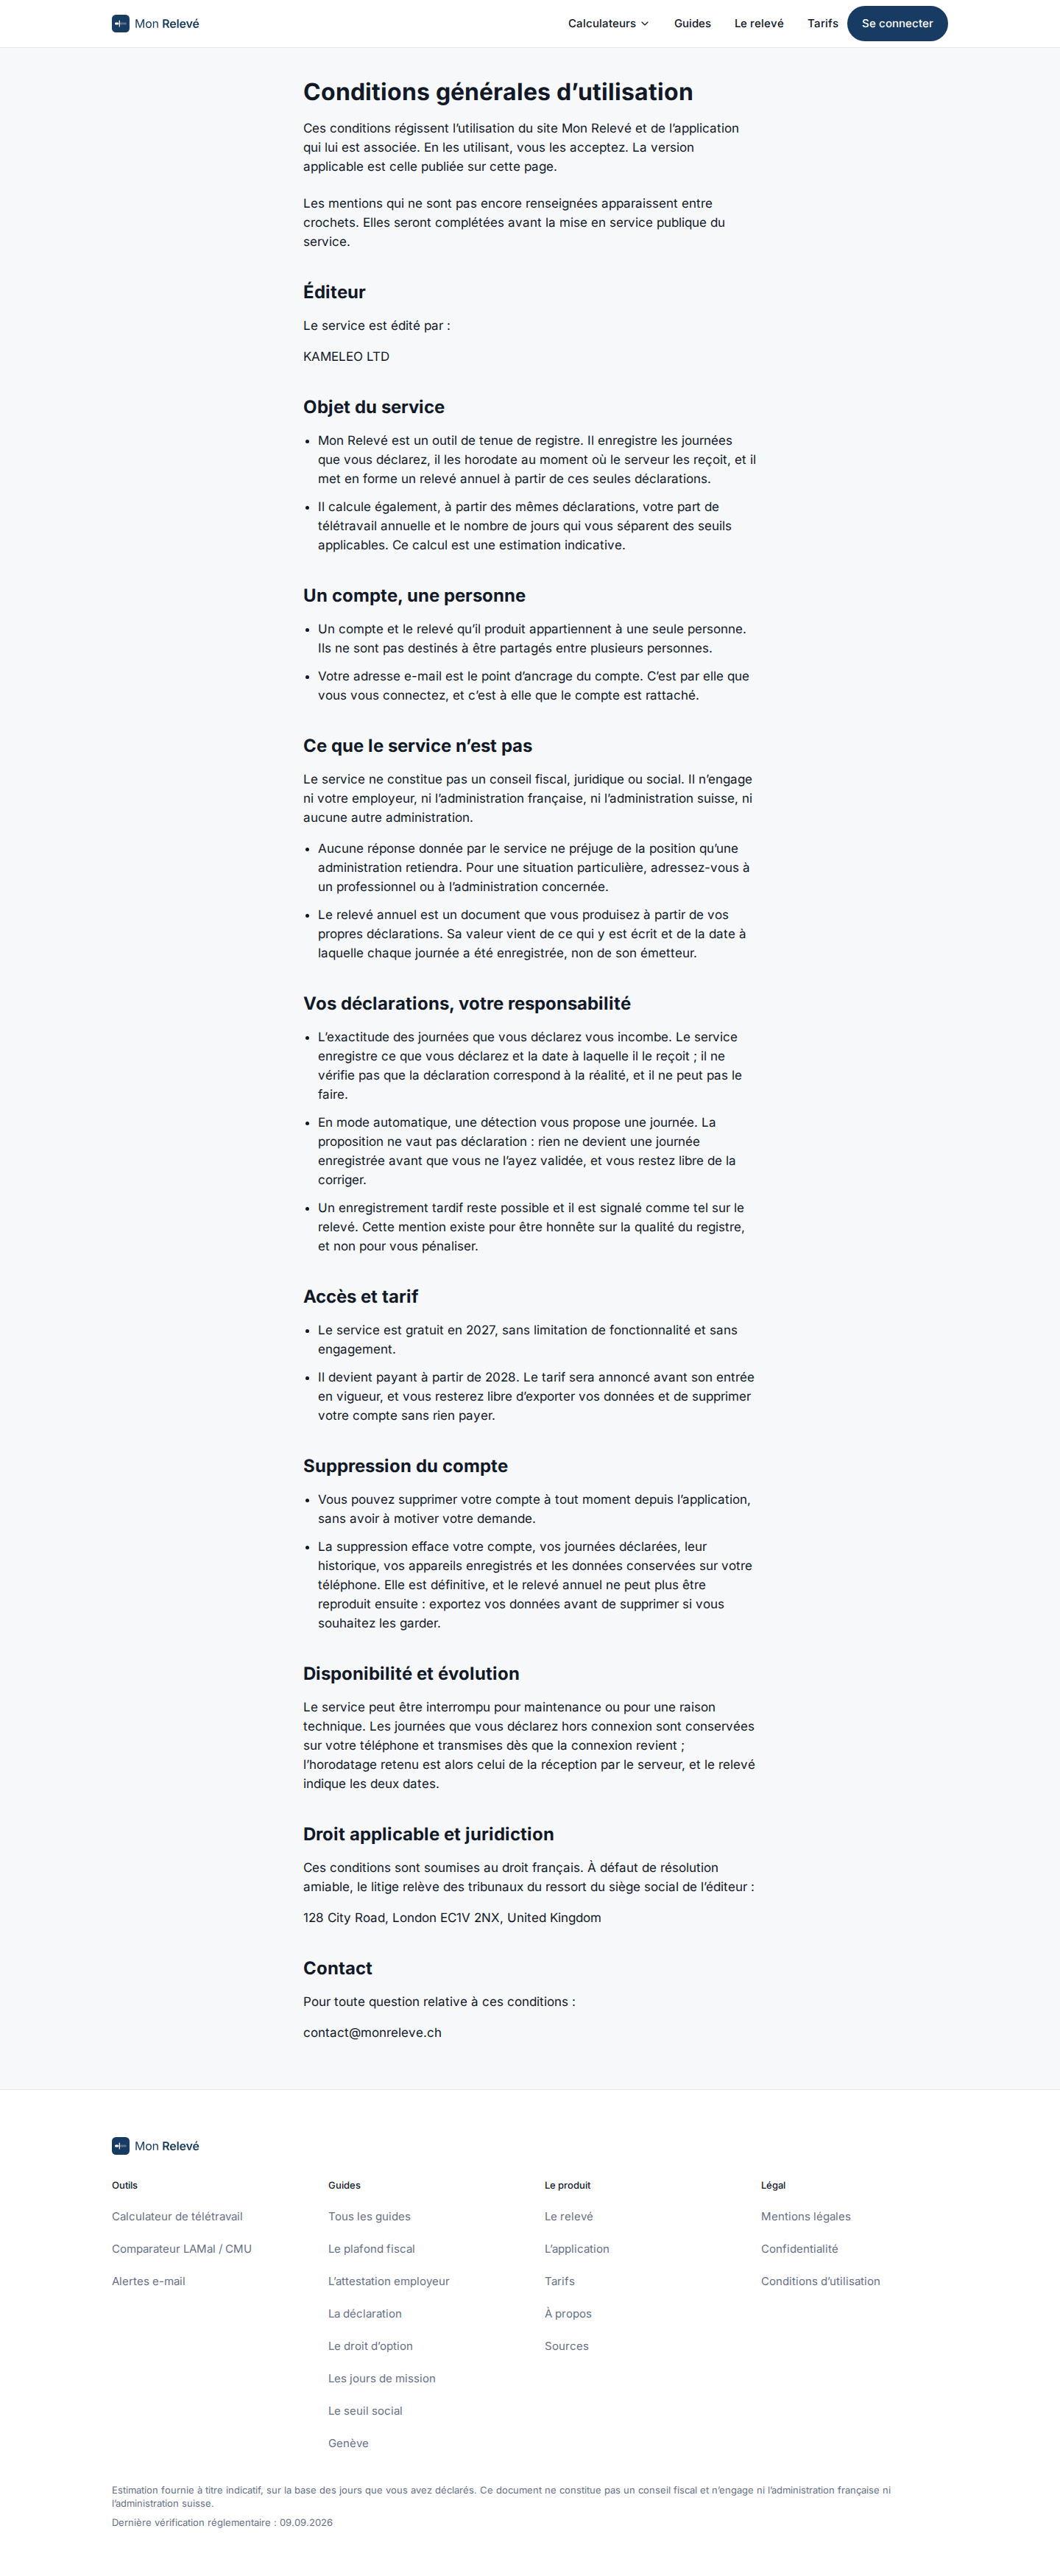 Mon Relevé
Calculateurs
Guides
Le relevé
Tarifs
Se connecter
Conditions générales d’utilisation
Ces conditions régissent l’utilisation du site Mon Relevé et de l’application
qui lui est associée. En les utilisant, vous les acceptez. La version
applicable est celle publiée sur cette page.
Les mentions qui ne sont pas encore renseignées apparaissent entre
crochets. Elles seront complétées avant la mise en service publique du
service.
Éditeur
Le service est édité par :
KAMELEO LTD
Objet du service
• Mon Relevé est un outil de tenue de registre. Il enregistre les journées
que vous déclarez, il les horodate au moment où le serveur les reçoit, et il
met en forme un relevé annuel à partir de ces seules déclarations.
• Il calcule également, à partir des mêmes déclarations, votre part de
télétravail annuelle et le nombre de jours qui vous séparent des seuils
applicables. Ce calcul est une estimation indicative.
Un compte, une personne
• Un compte et le relevé qu’il produit appartiennent à une seule personne.
Ils ne sont pas destinés à être partagés entre plusieurs personnes.
• Votre adresse e-mail est le point d’ancrage du compte. C’est par elle que
vous vous connectez, et c’est à elle que le compte est rattaché.
Ce que le service n’est pas
Le service ne constitue pas un conseil fiscal, juridique ou social. Il n’engage
ni votre employeur, ni l’administration française, ni l’administration suisse, ni
aucune autre administration.
• Aucune réponse donnée par le service ne préjuge de la position qu’une
administration retiendra. Pour une situation particulière, adressez-vous à
un professionnel ou à l’administration concernée.
• Le relevé annuel est un document que vous produisez à partir de vos
propres déclarations. Sa valeur vient de ce qui y est écrit et de la date à
laquelle chaque journée a été enregistrée, non de son émetteur.
Vos déclarations, votre responsabilité
• L’exactitude des journées que vous déclarez vous incombe. Le service
enregistre ce que vous déclarez et la date à laquelle il le reçoit ; il ne
vérifie pas que la déclaration correspond à la réalité, et il ne peut pas le
faire.
• En mode automatique, une détection vous propose une journée. La
proposition ne vaut pas déclaration : rien ne devient une journée
enregistrée avant que vous ne l’ayez validée, et vous restez libre de la
corriger.
• Un enregistrement tardif reste possible et il est signalé comme tel sur le
relevé. Cette mention existe pour être honnête sur la qualité du registre,
et non pour vous pénaliser.
Accès et tarif
• Le service est gratuit en 2027, sans limitation de fonctionnalité et sans
engagement.
• Il devient payant à partir de 2028. Le tarif sera annoncé avant son entrée
en vigueur, et vous resterez libre d’exporter vos données et de supprimer
votre compte sans rien payer.
Suppression du compte
• Vous pouvez supprimer votre compte à tout moment depuis l’application,
sans avoir à motiver votre demande.
• La suppression efface votre compte, vos journées déclarées, leur
historique, vos appareils enregistrés et les données conservées sur votre
téléphone. Elle est définitive, et le relevé annuel ne peut plus être
reproduit ensuite : exportez vos données avant de supprimer si vous
souhaitez les garder.
Disponibilité et évolution
Le service peut être interrompu pour maintenance ou pour une raison
technique. Les journées que vous déclarez hors connexion sont conservées
sur votre téléphone et transmises dès que la connexion revient ;
l’horodatage retenu est alors celui de la réception par le serveur, et le relevé
indique les deux dates.
Droit applicable et juridiction
Ces conditions sont soumises au droit français. À défaut de résolution
amiable, le litige relève des tribunaux du ressort du siège social de l’éditeur :
128 City Road, London EC1V 2NX, United Kingdom
Contact
Pour toute question relative à ces conditions :
contact@monreleve.ch
Mon Relevé
Outils
Calculateur de télétravail
Comparateur LAMal / CMU
Alertes e-mail
Guides
Tous les guides
Le plafond fiscal
L’attestation employeur
La déclaration
Le droit d’option
Les jours de mission
Le seuil social
Genève
Le produit
Le relevé
L’application
Tarifs
À propos
Sources
Légal
Mentions légales
Confidentialité
Conditions d’utilisation
Estimation fournie à titre indicatif, sur la base des jours que vous avez déclarés. Ce document ne constitue pas un conseil fiscal et n’engage ni l’administration française ni
l’administration suisse.
Dernière vérification réglementaire : 09.09.2026